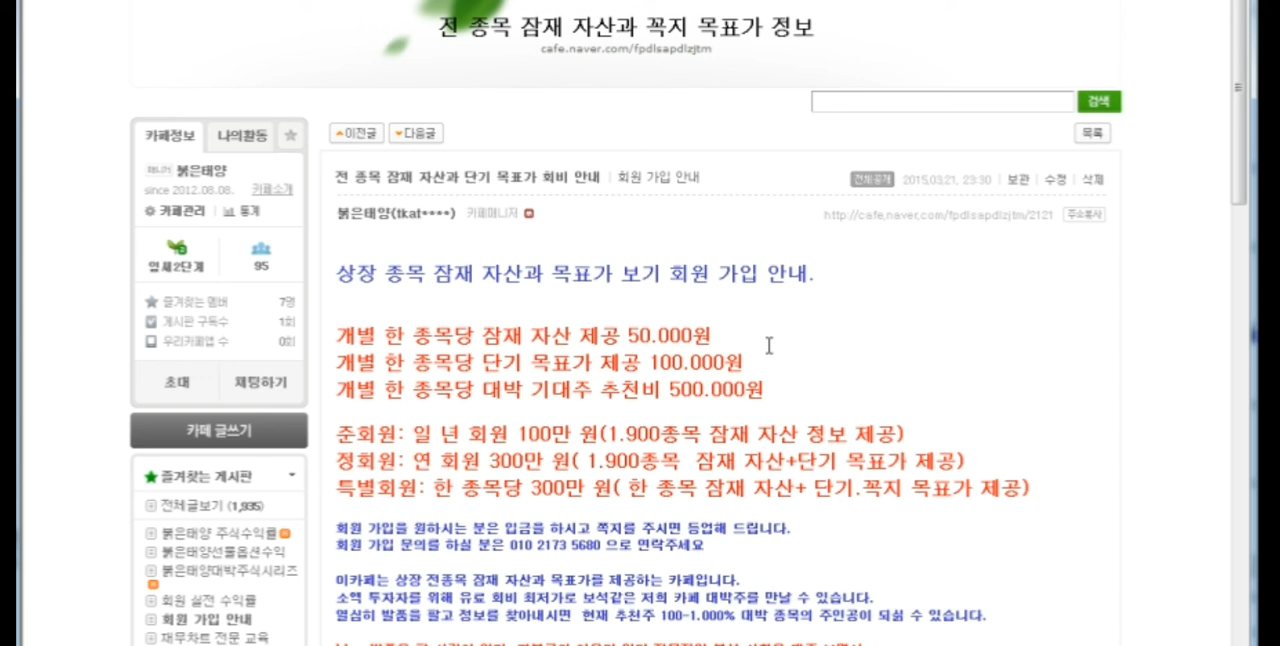 전 종목 잠재 자산과 꼭지 목표가 정보
cafe.naver.com/fpdlsapdlzjtm
검색
카페정보 나의활동
이전글 다음글
목록
매니저 붉은태양
since 2012.08.08. 카페소개
카페관리 통계
잎새2단계 95
즐겨찾는 멤버 7명
게시판 구독수 1회
우리카페앱 수 0회
초대 채팅하기
카페 글쓰기
즐겨찾는 게시판
전체글보기 (1,935)
붉은태양 주식수익률
붉은태양선물옵션수익
붉은태양대박주식시리즈
회원 실전 수익률
회원 가입 안내
재무차트 전문 교육
전 종목 잠재 자산과 단기 목표가 회비 안내 | 회원 가입 안내
전체공개 2015.03.21. 23:30 | 보관 | 수정 | 삭제
붉은태양(tkat****) 카페매니저
http://cafe.naver.com/fpdlsapdlzjtm/2121 주소복사
상장 종목 잠재 자산과 목표가 보기 회원 가입 안내.
개별 한 종목당 잠재 자산 제공 50.000원
개별 한 종목당 단기 목표가 제공 100.000원
개별 한 종목당 대박 기대주 추천비 500.000원
준회원: 일 년 회원 100만 원(1.900종목 잠재 자산 정보 제공)
정회원: 연 회원 300만 원( 1.900종목 잠재 자산+단기 목표가 제공)
특별회원: 한 종목당 300만 원( 한 종목 잠재 자산+ 단기.꼭지 목표가 제공)
회원 가입을 원하시는 분은 입금을 하시고 쪽지를 주시면 등업해 드립니다.
회원 가입 문의를 하실 분은 010 2173 5680 으로 연락주세요
이카페는 상장 전종목 잠재 자산과 목표가를 제공하는 카페입니다.
소액 투자자를 위해 유료 회비 최저가로 보석같은 저희 카페 대박주를 만날 수 있습니다.
열심히 발품을 팔고 정보를 찾아내시면 현재 추천주 100-1.000% 대박 종목의 주인공이 되실 수 있습니다.